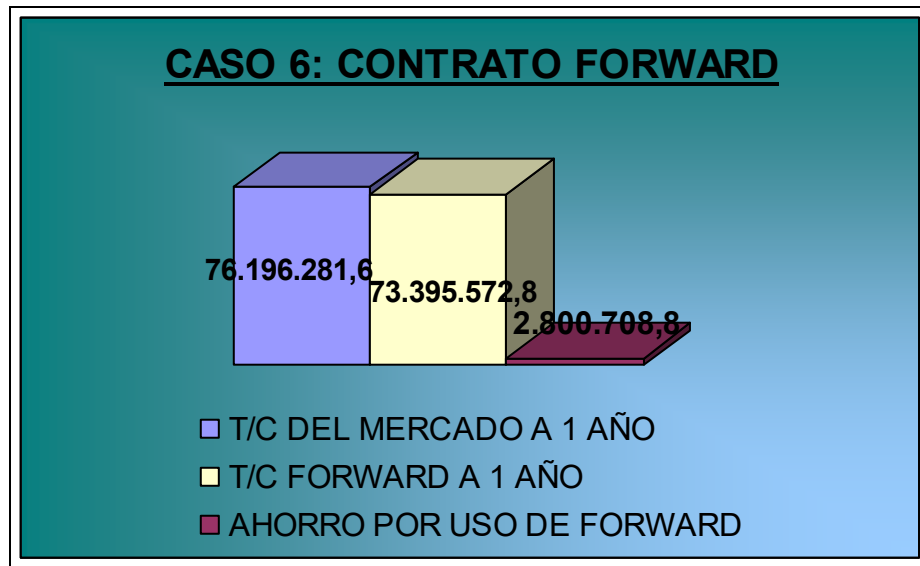 CASO 6: CONTRATO FORWARD
76.196.281,6
73.395.572,8
2.800.708,8
T/C DEL MERCADO A 1 AÑO
T/C FORWARD A 1 AÑO
AHORRO POR USO DE FORWARD